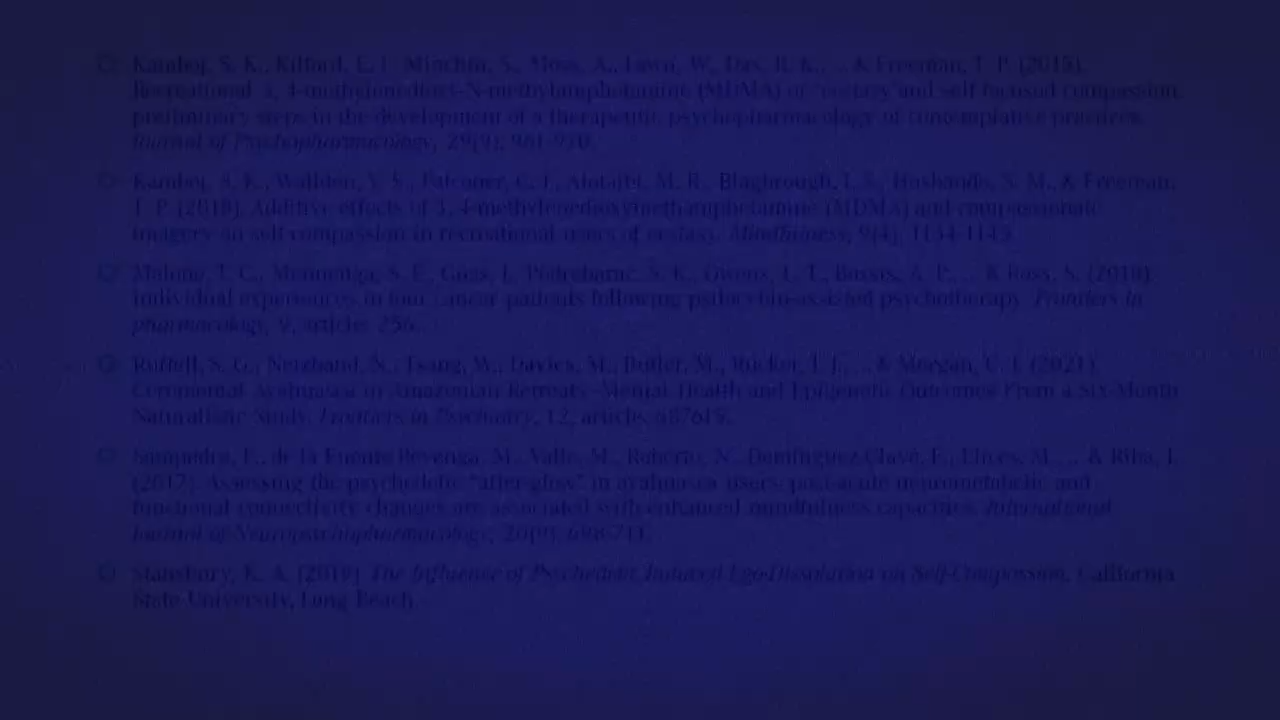 Kamboj, S. K., Kilford, E. J., Minchin, S., Moss, A., Lawn, W., Das, R. K., ... & Freeman, T. P. (2015).
Recreational 3, 4-methylenedioxy-N-methylamphetamine (MDMA) or 'ecstasy' and self-focused compassion:
preliminary steps in the development of a therapeutic psychopharmacology of contemplative practices.
Journal of Psychopharmacology, 29(9), 961-970.
Kamboj, S. K., Walldén, Y. S., Falconer, C. J., Alotaibi, M. R., Blagbrough, I. S., Husbands, S. M., & Freeman,
T. P. (2018). Additive effects of 3, 4-methylenedioxymethamphetamine (MDMA) and compassionate
imagery on self-compassion in recreational users of ecstasy. Mindfulness, 9(4), 1134-1145.
Malone, T. C., Mennenga, S. E., Guss, J., Podrebarac, S. K., Owens, L. T., Bossis, A. P., ... & Ross, S. (2018).
Individual experiences in four cancer patients following psilocybin-assisted psychotherapy. Frontiers in
pharmacology, 9, article 256.
Ruffell, S. G., Netzband, N., Tsang, W., Davies, M., Butler, M., Rucker, J. J., ... & Morgan, C. J. (2021).
Ceremonial Ayahuasca in Amazonian Retreats–Mental Health and Epigenetic Outcomes From a Six-Month
Naturalistic Study. Frontiers in Psychiatry, 12, article 687615.
Sampedro, F., de la Fuente Revenga, M., Valle, M., Roberto, N., Domínguez-Clavé, E., Elices, M., ... & Riba, J.
(2017). Assessing the psychedelic "after-glow" in ayahuasca users: post-acute neurometabolic and
functional connectivity changes are associated with enhanced mindfulness capacities. International
Journal of Neuropsychopharmacology, 20(9), 698-711.
Stansbury, K. A. (2019). The Influence of Psychedelic Induced Ego-Dissolution on Self-Compassion. California
State University, Long Beach.